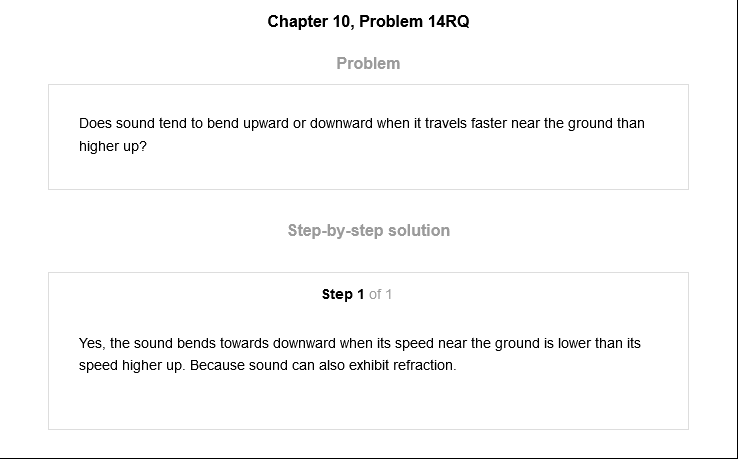 Chapter 10, Problem 14RQ
Problem
Does sound tend to bend upward or downward when it travels faster near the ground than
higher up?
Step-by-step solution
Step 1 of 1
Yes, the sound bends towards downward when its speed near the ground is lower than its
speed higher up. Because sound can also exhibit refraction.